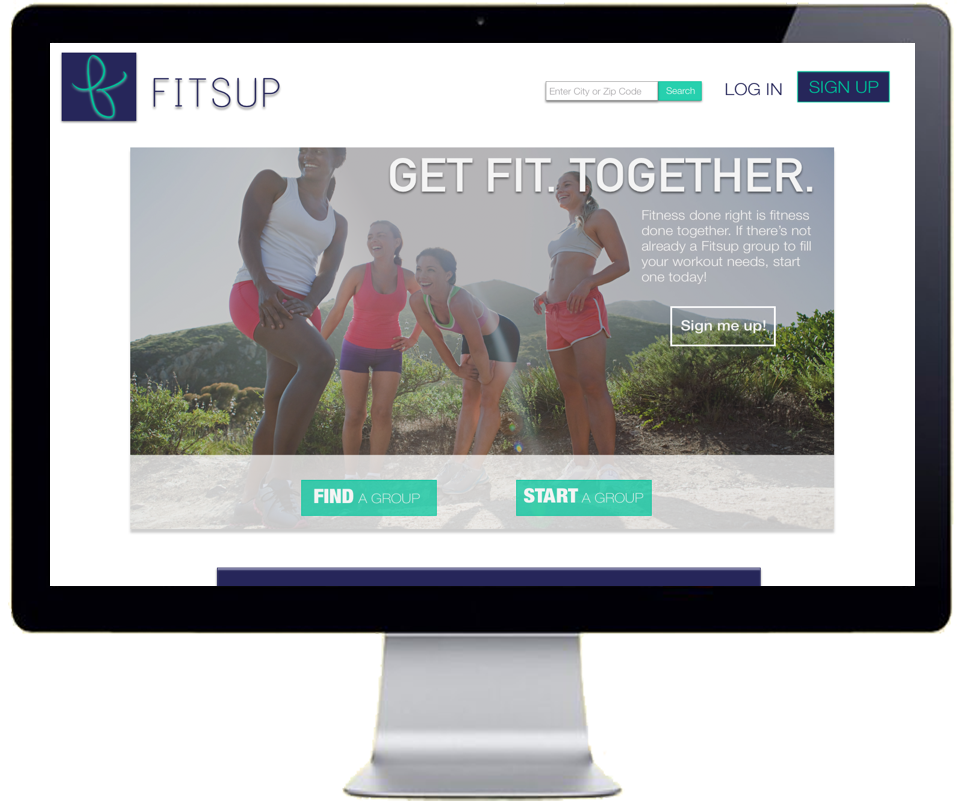 FITSUP
Enter City or Zip Code
Search
LOG IN
SIGN UP
GET FIT. TOGETHER.
Fitness done right is fitness
done together. If there's not
already a Fitsup group to fill
your workout needs, start
one today!
Sign me up!
FIND A GROUP
START A GROUP